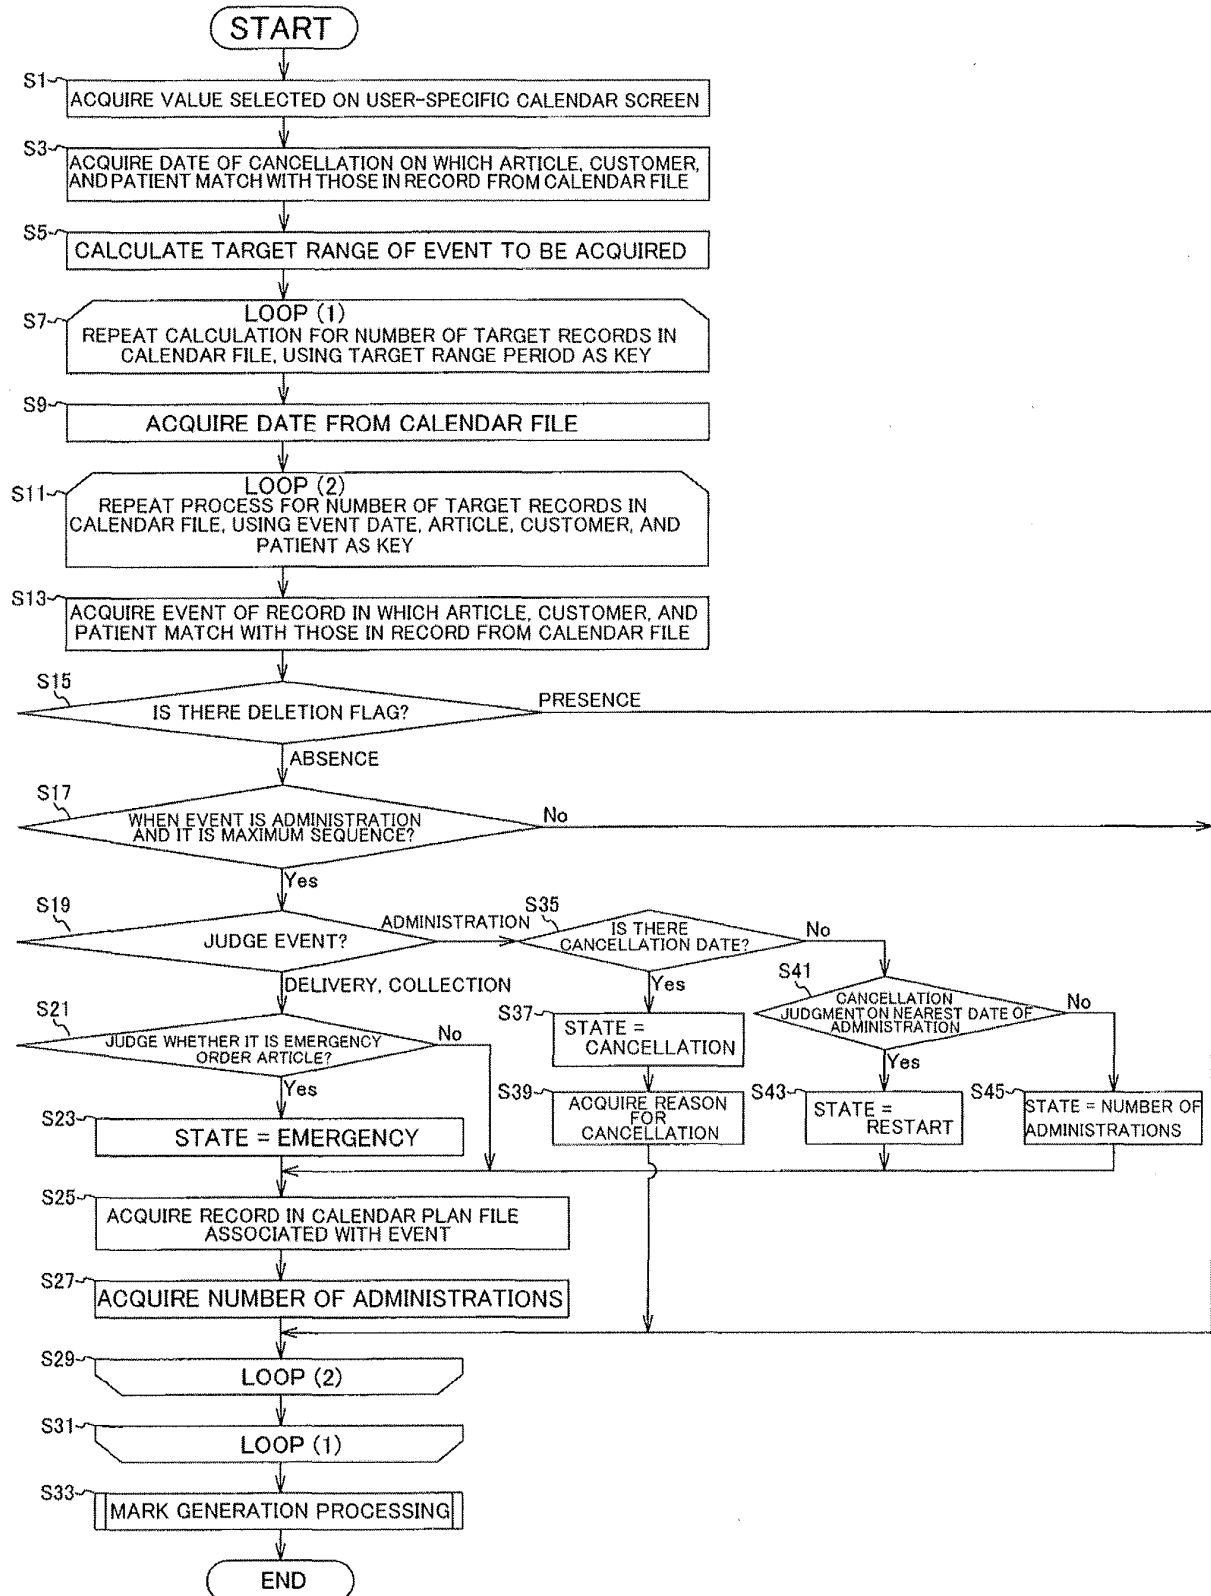 START
S1
ACQUIRE VALUE SELECTED ON USER-SPECIFIC CALENDAR SCREEN
S3
ACQUIRE DATE OF CANCELLATION ON WHICH ARTICLE, CUSTOMER,
AND PATIENT MATCH WITH THOSE IN RECORD FROM CALENDAR FILE
S5
CALCULATE TARGET RANGE OF EVENT TO BE ACQUIRED
S7
LOOP (1)
REPEAT CALCULATION FOR NUMBER OF TARGET RECORDS IN
CALENDAR FILE, USING TARGET RANGE PERIOD AS KEY
S9
ACQUIRE DATE FROM CALENDAR FILE
S11
LOOP (2)
REPEAT PROCESS FOR NUMBER OF TARGET RECORDS IN
CALENDAR FILE, USING EVENT DATE, ARTICLE, CUSTOMER, AND
PATIENT AS KEY
S13
ACQUIRE EVENT OF RECORD IN WHICH ARTICLE, CUSTOMER, AND
PATIENT MATCH WITH THOSE IN RECORD FROM CALENDAR FILE
S15
IS THERE DELETION FLAG?
PRESENCE
ABSENCE
S17
WHEN EVENT IS ADMINISTRATION
AND IT IS MAXIMUM SEQUENCE?
No
Yes
S19
JUDGE EVENT?
ADMINISTRATION
DELIVERY, COLLECTION
S35
IS THERE
CANCELLATION DATE?
No
Yes
S41
CANCELLATION
JUDGMENT ON NEAREST DATE OF
ADMINISTRATION
No
Yes
S21
JUDGE WHETHER IT IS EMERGENCY
ORDER ARTICLE?
No
Yes
S37
STATE =
CANCELLATION
S23
STATE = EMERGENCY
S39
ACQUIRE REASON
FOR
CANCELLATION
S43
STATE =
RESTART
S45
STATE = NUMBER OF
ADMINISTRATIONS
S25
ACQUIRE RECORD IN CALENDAR PLAN FILE
ASSOCIATED WITH EVENT
S27
ACQUIRE NUMBER OF ADMINISTRATIONS
S29
LOOP (2)
S31
LOOP (1)
S33
MARK GENERATION PROCESSING
END